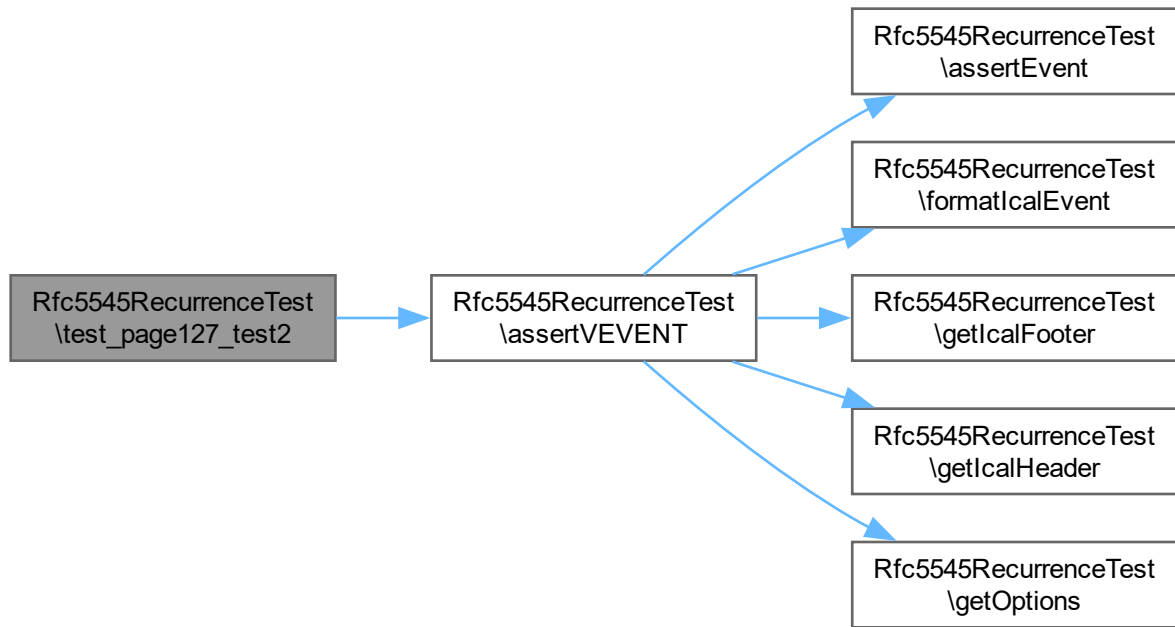 Rfc5545RecurrenceTest
\assertEvent
Rfc5545RecurrenceTest
\formatIcalEvent
Rfc5545RecurrenceTest
\test_page127_test2
Rfc5545RecurrenceTest
\assertVEVENT
Rfc5545RecurrenceTest
\getIcalFooter
Rfc5545RecurrenceTest
\getIcalHeader
Rfc5545RecurrenceTest
\getOptions